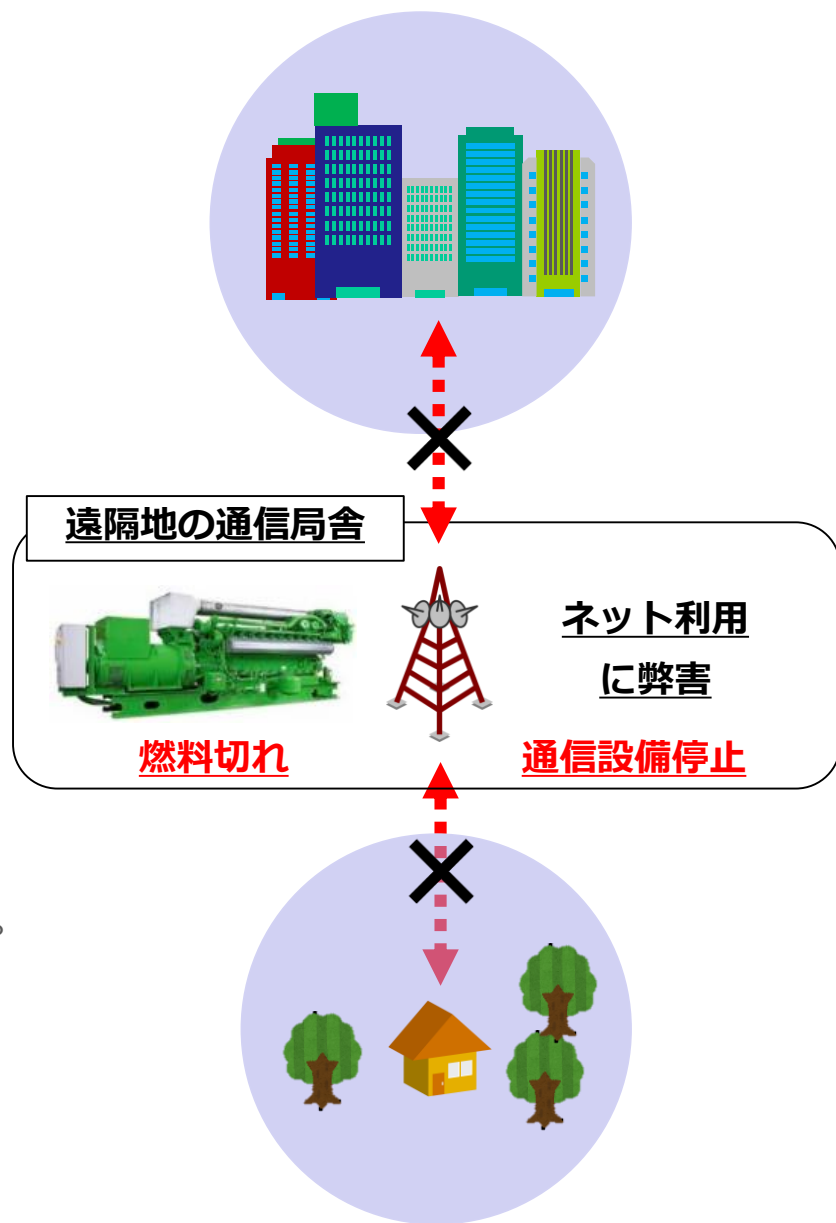 遠隔地の通信局舎
ネット利用
に弊害
燃料切れ
通信設備停止
。